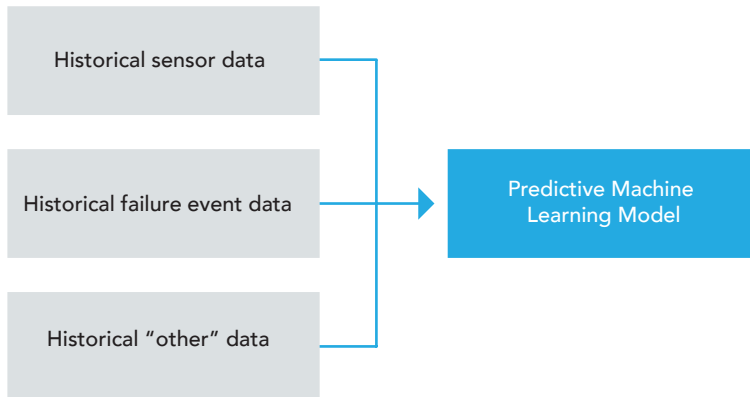 Historical sensor data
Historical failure event data
Historical “other” data
Predictive Machine
Learning Model